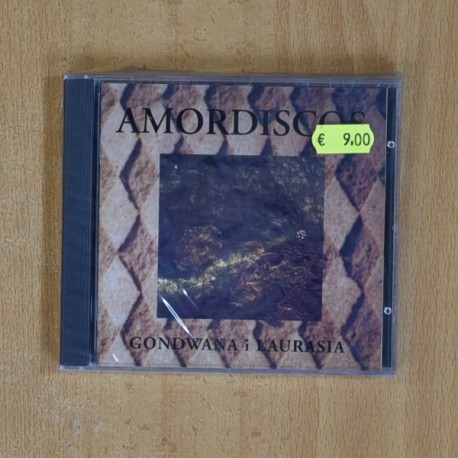 AMORDISCOS
€ 9.00
GONDWANA i LAURASIA